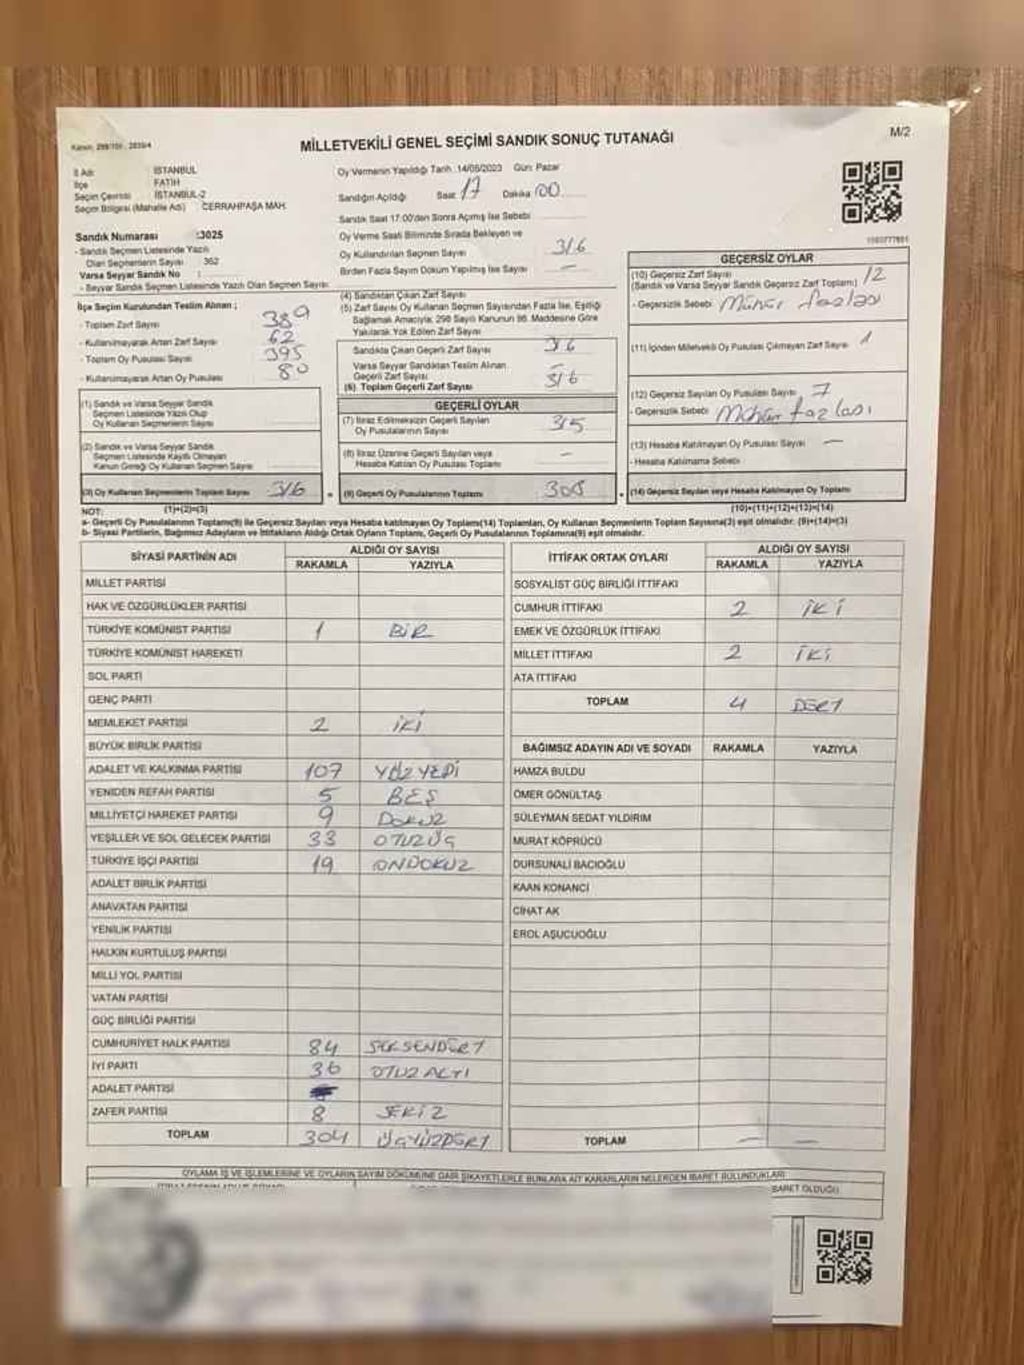 MİLLETVEKİLİ GENEL SEÇİMİ SANDIK SONUÇ TUTANAĞI
M/2
İl Adı : İSTANBUL
İlçe FATİH
Seçim Çevresi : İSTANBUL-2
Seçim Bölgesi (Mahalle Adı) : CERRAHPAŞA MAH.
Sandık Numarası :3025
- Sandık Seçmen Listesinde Yazılı
Olan Seçmenlerin Sayısı 362
Varsa Seyyar Sandık No :
- Seyyar Sandık Seçmen Listesinde Yazılı Olan Seçmen Sayısı:
İlçe Seçim Kurulundan Teslim Alınan ;
- Toplam Zarf Sayısı 389
- Kullanılmayarak Artan Zarf Sayısı 62
- Toplam Oy Pusulası Sayısı 395
- Kullanılmayarak Artan Oy Pusulası 80
(1) Sandık ve Varsa Seyyar Sandık
Seçmen Listesinde Yazılı Olup
Oy Kullanan Seçmenlerin Sayısı
(2) Sandık ve Varsa Seyyar Sandık
Seçmen Listesinde Kayıtlı Olmayan
Kanun Gereği Oy Kullanan Seçmen Sayısı
(3) Oy Kullanan Seçmenlerin Toplam Sayısı 316
(1)+(2)=(3)
Oy Vermenin Yapıldığı Tarih :14/05/2023 Gün: Pazar
Sandığın Açıldığı Saat 17 Dakika 00
Sandık Saat 17:00'den Sonra Açılmış İse Sebebi
Oy Verme Saati Bitiminde Sırada Bekleyen ve
Oy Kullandırılan Seçmen Sayısı 316
Birden Fazla Sayım Döküm Yapılmış İse Sayısı —
(4) Sandıktan Çıkan Zarf Sayısı
(5) Zarf Sayısı Oy Kullanan Seçmen Sayısından Fazla İse, Eşitliği
Sağlamak Amacıyla; 298 Sayılı Kanunun 98. Maddesine Göre
Yakılarak Yok Edilen Zarf Sayısı
Sandıkta Çıkan Geçerli Zarf Sayısı 316
Varsa Seyyar Sandıktan Teslim Alınan
Geçerli Zarf Sayısı —
(6). Toplam Geçerli Zarf Sayısı 316
GEÇERLİ OYLAR
(7) İtiraz Edilmeksizin Geçerli Sayılan
Oy Pusulalarının Sayısı 315
(8) İtiraz Üzerine Geçerli Sayılan veya
Hesaba Katılan Oy Pusulası Toplamı —
(9) Geçerli Oy Pusulalarının Toplamı 308
GEÇERSİZ OYLAR
(10) Geçersiz Zarf Sayısı 12
(Sandık ve Varsa Seyyar Sandık Geçersiz Zarf Toplamı)
- Geçersizlik Sebebi Mühür fazlası
(11) İçinden Milletvekili Oy Pusulası Çıkmayan Zarf Sayısı 1
(12) Geçersiz Sayılan Oy Pusulası Sayısı 7
- Geçersizlik Sebebi Mühür fazlası
(13) Hesaba Katılmayan Oy Pusulası Sayısı —
- Hesaba Katılmama Sebebi
(14) Geçersiz Sayılan veya Hesaba Katılmayan Oy Toplamı
(10)+(11)+(12)+(13)=(14)
NOT:
a- Geçerli Oy Pusulalarının Toplamı(9) ile Geçersiz Sayılan veya Hesaba katılmayan Oy Toplamı(14) Toplamları, Oy Kullanan Seçmenlerin Toplam Sayısına(3) eşit olmalıdır. (9)+(14)=(3)
b- Siyasi Partilerin, Bağımsız Adayların ve İttifakların Aldığı Ortak Oyların Toplamı, Geçerli Oy Pusulalarının Toplamına(9) eşit olmalıdır.
SİYASİ PARTİNİN ADI ALDIĞI OY SAYISI
RAKAMLA YAZIYLA
MİLLET PARTİSİ
HAK VE ÖZGÜRLÜKLER PARTİSİ
TÜRKİYE KOMÜNİST PARTİSİ 1 BİR
TÜRKİYE KOMÜNİST HAREKETİ
SOL PARTİ
GENÇ PARTİ
MEMLEKET PARTİSİ 2 İKİ
BÜYÜK BİRLİK PARTİSİ
ADALET VE KALKINMA PARTİSİ 107 YÜZ YEDİ
YENİDEN REFAH PARTİSİ 5 BEŞ
MİLLİYETÇİ HAREKET PARTİSİ 9 DOKUZ
YEŞİLLER VE SOL GELECEK PARTİSİ 33 OTUZ ÜÇ
TÜRKİYE İŞÇİ PARTİSİ 19 ONDOKUZ
ADALET BİRLİK PARTİSİ
ANAVATAN PARTİSİ
YENİLİK PARTİSİ
HALKIN KURTULUŞ PARTİSİ
MİLLİ YOL PARTİSİ
VATAN PARTİSİ
GÜÇ BİRLİĞİ PARTİSİ
CUMHURİYET HALK PARTİSİ 84 SEKSENDÖRT
İYİ PARTİ 36 OTUZ ALTI
ADALET PARTİSİ
ZAFER PARTİSİ 8 SEKİZ
TOPLAM 304 ÜÇYÜZDÖRT
İTTİFAK ORTAK OYLARI ALDIĞI OY SAYISI
RAKAMLA YAZIYLA
SOSYALİST GÜÇ BİRLİĞİ İTTİFAKI
CUMHUR İTTİFAKI 2 İKİ
EMEK VE ÖZGÜRLÜK İTTİFAKI
MİLLET İTTİFAKI 2 İKİ
ATA İTTİFAKI
TOPLAM 4 DÖRT
BAĞIMSIZ ADAYIN ADI VE SOYADI RAKAMLA YAZIYLA
HAMZA BULDU
ÖMER GÖNÜLTAŞ
SÜLEYMAN SEDAT YILDIRIM
MURAT KÖPRÜCÜ
DURSUNALİ BACIOĞLU
KAAN KONANCİ
CİHAT AK
EROL AŞUCUOĞLU
TOPLAM — —
OYLAMA İŞ VE İŞLEMLERİNE VE OYLARIN SAYIM DÖKÜMÜNE DAİR ŞİKAYETLERLE BUNLARA AİT KARARLARIN NELERDEN İBARET BULUNDUKLARI
İBARET OLDUĞU